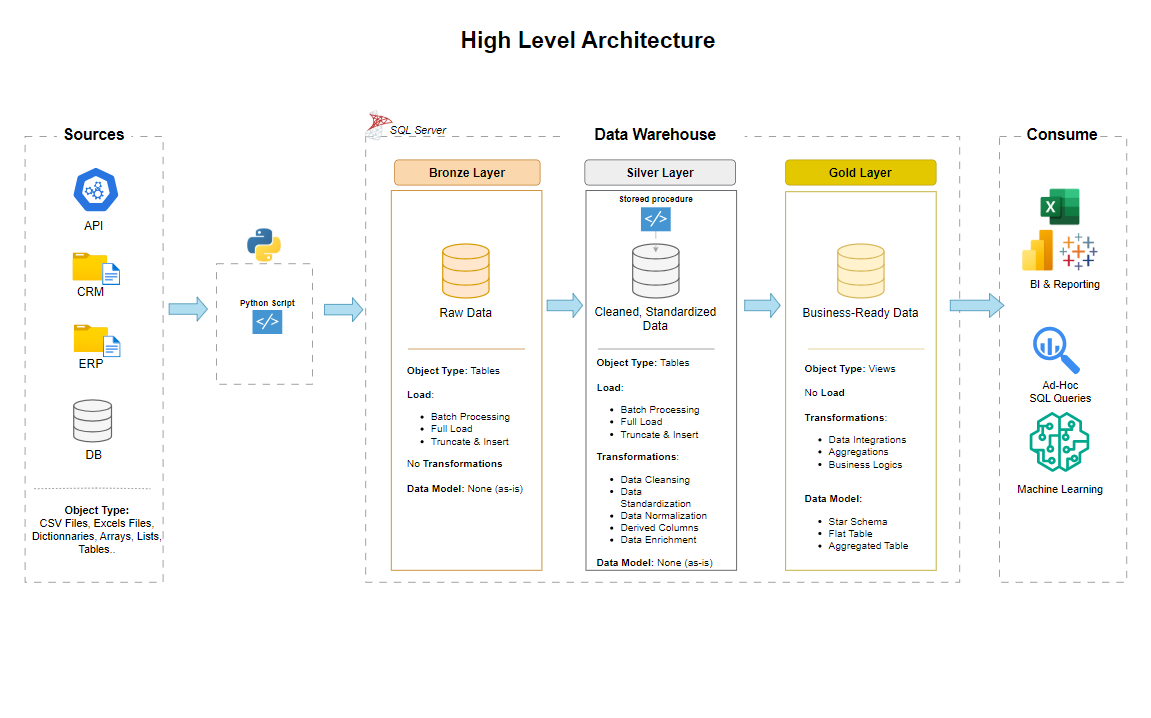 High Level Architecture
Sources
API
CRM
ERP
DB
Object Type:
CSV Files, Excels Files,
Dictionnaries, Arrays, Lists,
Tables..
Python Script
</>
SQL Server
Data Warehouse
Bronze Layer
Raw Data
Object Type: Tables
Load:
• Batch Processing
• Full Load
• Truncate & Insert
No Transformations
Data Model: None (as-is)
Silver Layer
Storeed procedure
</>
Cleaned, Standardized
Data
Object Type: Tables
Load:
• Batch Processing
• Full Load
• Truncate & Insert
Transformations:
• Data Cleansing
• Data
Standardization
• Data Normalization
• Derived Columns
• Data Enrichment
Data Model: None (as-is)
Gold Layer
Business-Ready Data
Object Type: Views
No Load
Transformations:
• Data Integrations
• Aggregations
• Business Logics
Data Model:
• Star Schema
• Flat Table
• Aggregated Table
Consume
X
BI & Reporting
Ad-Hoc
SQL Queries
Machine Learning